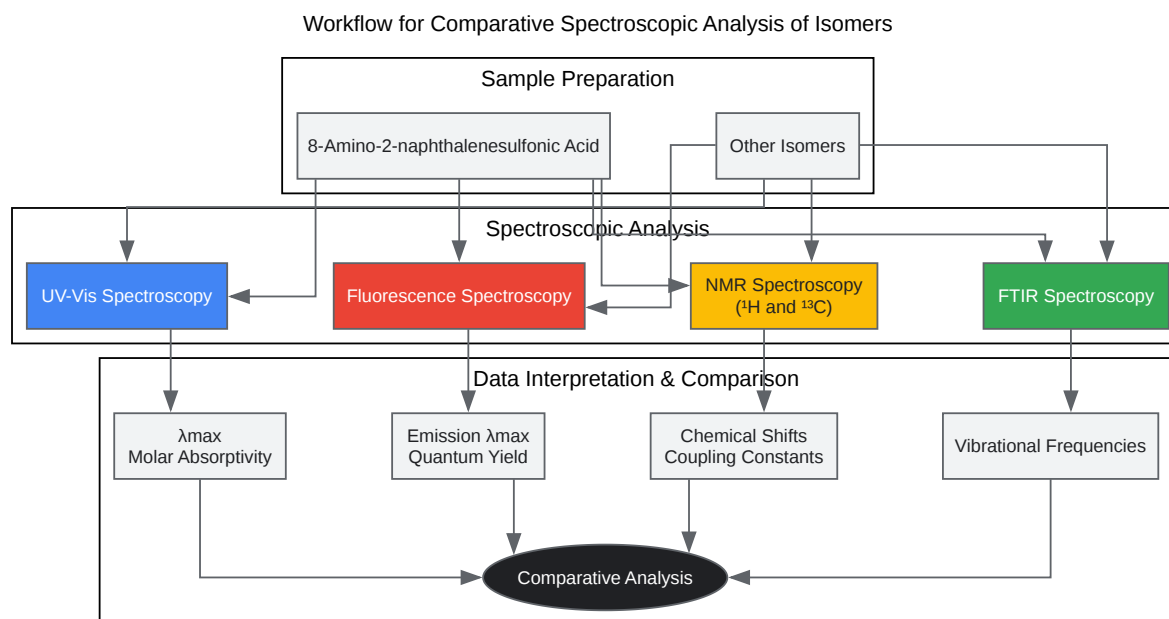 Workflow for Comparative Spectroscopic Analysis of Isomers
Sample Preparation
8-Amino-2-naphthalenesulfonic Acid
Other Isomers
Spectroscopic Analysis
UV-Vis Spectroscopy
Fluorescence Spectroscopy
NMR Spectroscopy
(¹H and ¹³C)
FTIR Spectroscopy
Data Interpretation & Comparison
λmax
Molar Absorptivity
Emission λmax
Quantum Yield
Chemical Shifts
Coupling Constants
Vibrational Frequencies
Comparative Analysis